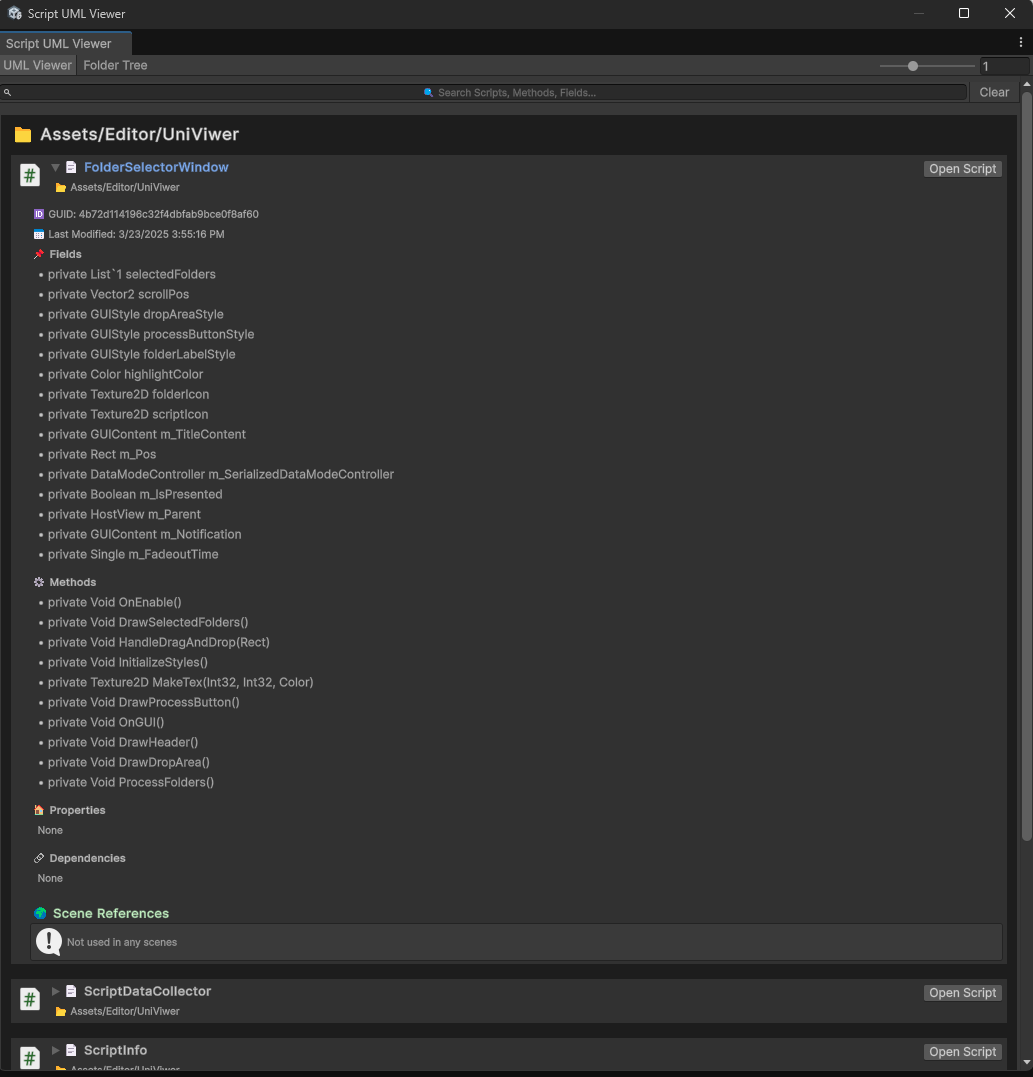 Script UML Viewer
Script UML Viewer
UML Viewer Folder Tree 1
Search Scripts, Methods, Fields... Clear
Assets/Editor/UniViwer
# FolderSelectorWindow Open Script
Assets/Editor/UniViwer
ID GUID: 4b72d114196c32f4dbfab9bce0f8af60
Last Modified: 3/23/2025 3:55:16 PM
Fields
• private List`1 selectedFolders
• private Vector2 scrollPos
• private GUIStyle dropAreaStyle
• private GUIStyle processButtonStyle
• private GUIStyle folderLabelStyle
• private Color highlightColor
• private Texture2D folderIcon
• private Texture2D scriptIcon
• private GUIContent m_TitleContent
• private Rect m_Pos
• private DataModeController m_SerializedDataModeController
• private Boolean m_IsPresented
• private HostView m_Parent
• private GUIContent m_Notification
• private Single m_FadeoutTime
Methods
• private Void OnEnable()
• private Void DrawSelectedFolders()
• private Void HandleDragAndDrop(Rect)
• private Void InitializeStyles()
• private Texture2D MakeTex(Int32, Int32, Color)
• private Void DrawProcessButton()
• private Void OnGUI()
• private Void DrawHeader()
• private Void DrawDropArea()
• private Void ProcessFolders()
Properties
None
Dependencies
None
Scene References
! Not used in any scenes
# ScriptDataCollector Open Script
Assets/Editor/UniViwer
# ScriptInfo Open Script
Assets/Editor/UniViwer